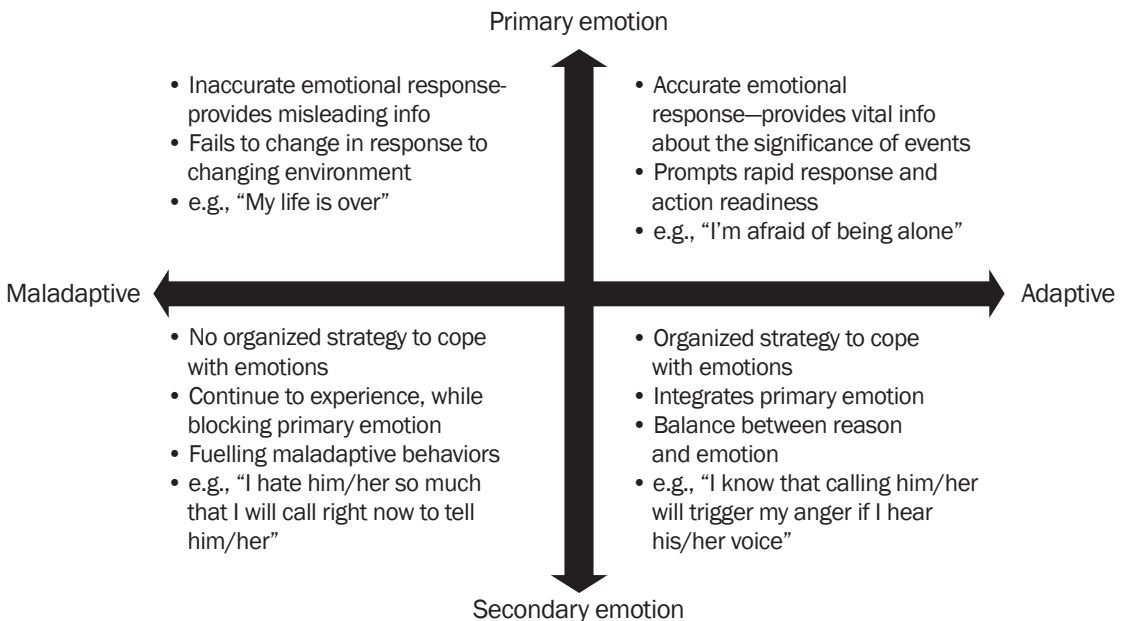 Primary emotion
• Inaccurate emotional response-
provides misleading info
• Fails to change in response to
changing environment
• e.g., “My life is over”
• Accurate emotional
response—provides vital info
about the significance of events
• Prompts rapid response and
action readiness
• e.g., “I’m afraid of being alone”
Maladaptive
Adaptive
• No organized strategy to cope
with emotions
• Continue to experience, while
blocking primary emotion
• Fuelling maladaptive behaviors
• e.g., “I hate him/her so much
that I will call right now to tell
him/her”
• Organized strategy to cope
with emotions
• Integrates primary emotion
• Balance between reason
and emotion
• e.g., “I know that calling him/her
will trigger my anger if I hear
his/her voice”
Secondary emotion